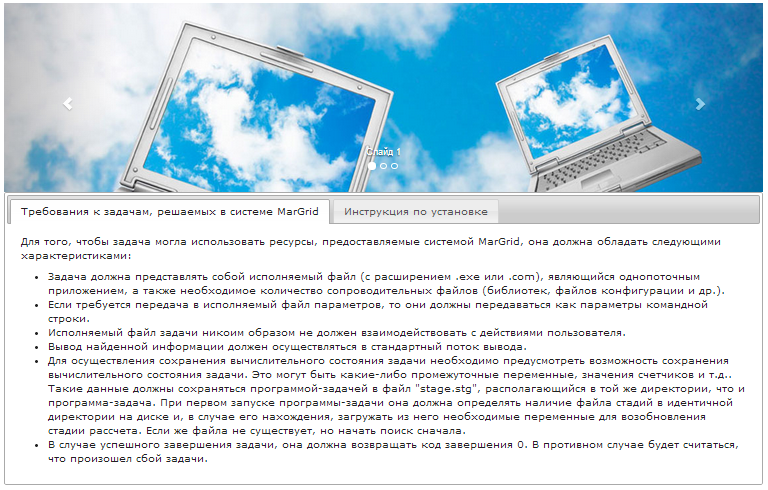 Слайд 1
Требования к задачам, решаемых в системе MarGrid
Инструкция по установке
Для того, чтобы задача могла использовать ресурсы, предоставляемые системой MarGrid, она должна обладать следующими
характеристиками:
Задача должна представлять собой исполняемый файл (с расширением .exe или .com), являющийся однопоточным
приложением, а также необходимое количество сопроводительных файлов (библиотек, файлов конфигурации и др.).
Если требуется передача в исполняемый файл параметров, то они должны передаваться как параметры командной
строки.
Исполняемый файл задачи никоим образом не должен взаимодействовать с действиями пользователя.
Вывод найденной информации должен осуществляться в стандартный поток вывода.
Для осуществления сохранения вычислительного состояния задачи необходимо предусмотреть возможность сохранения
вычислительного состояния задачи. Это могут быть какие-либо промежуточные переменные, значения счетчиков и т.д..
Такие данные должны сохраняться программой-задачей в файл "stage.stg", располагающийся в той же директории, что и
программа-задача. При первом запуске программы-задачи она должна определять наличие файла стадий в идентичной
директории на диске и, в случае его нахождения, загружать из него необходимые переменные для возобновления
стадии рассчета. Если же файла не существует, но начать поиск сначала.
В случае успешного завершения задачи, она должна возвращать код завершения 0. В противном случае будет считаться,
что произошел сбой задачи.